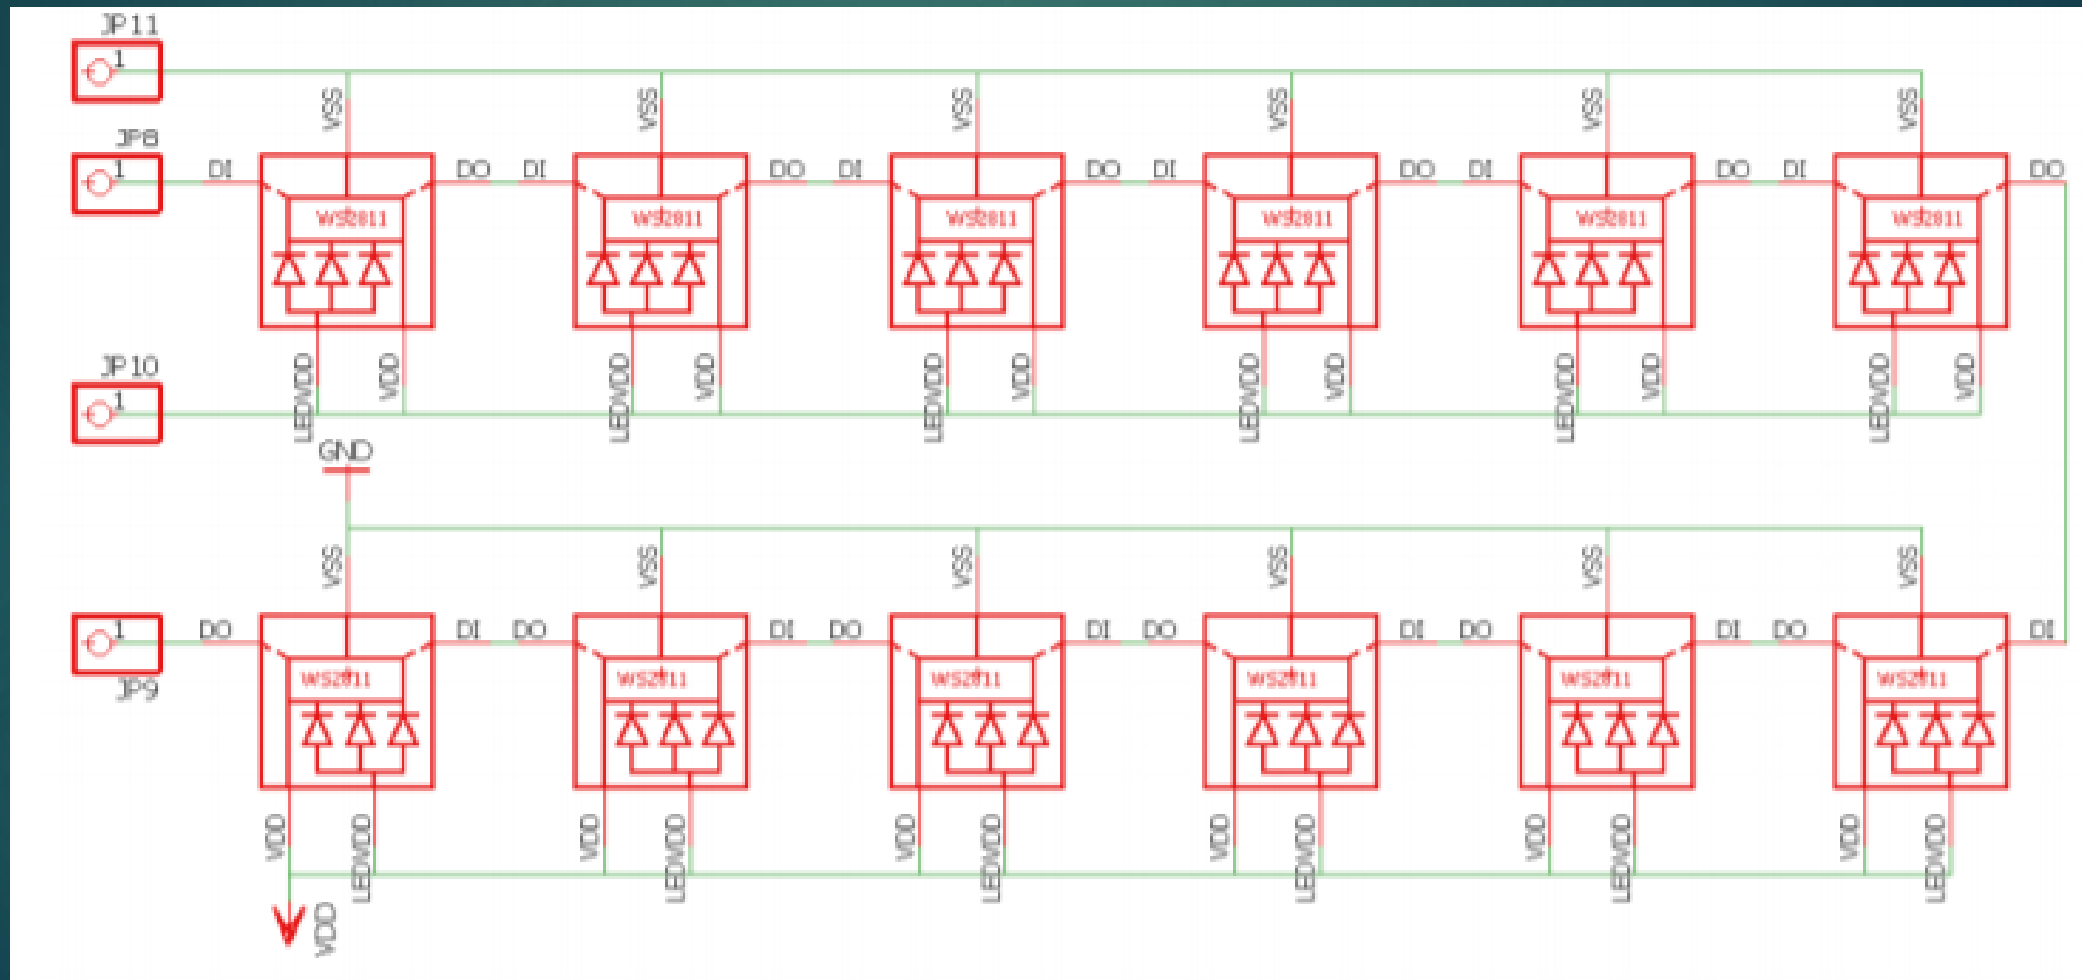 JP11
1
VSS VSS VSS VSS VSS VSS
JP8
1 DI DO DI DO DI DO DI DO DI DO DI DO
WS2811 WS2811 WS2811 WS2811 WS2811 WS2811
JP10
1
LEDVDD VDD LEDVDD VDD LEDVDD VDD LEDVDD VDD LEDVDD VDD LEDVDD VDD
GND
VSS VSS VSS VSS VSS VSS
1 DO DI DO DI DO DI DO DI DO DI DO DI
JP9
WS2811 WS2811 WS2811 WS2811 WS2811 WS2811
VDD LEDVDD VDD LEDVDD VDD LEDVDD VDD LEDVDD VDD LEDVDD VDD LEDVDD
VDD